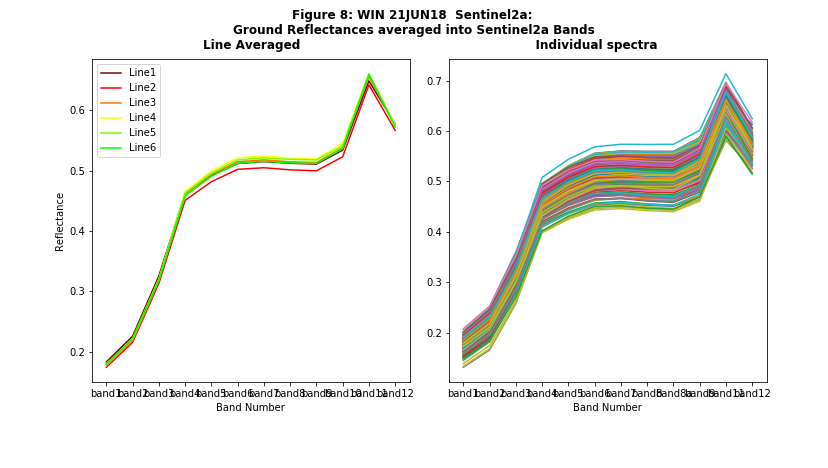 Figure 8: WIN 21JUN18 Sentinel2a:
Ground Reflectances averaged into Sentinel2a Bands
Line Averaged
Individual spectra
Line1
Line2
Line3
Line4
Line5
Line6
Reflectance
0.6
0.5
0.4
0.3
0.2
band1 band2 band3 band4 band5 band6 band7 band8 band9 band10 band11 band12
Band Number
0.7
0.6
0.5
0.4
0.3
0.2
band1 band2 band3 band4 band5 band6 band7 band8 band8a band9 band11 band12
Band Number